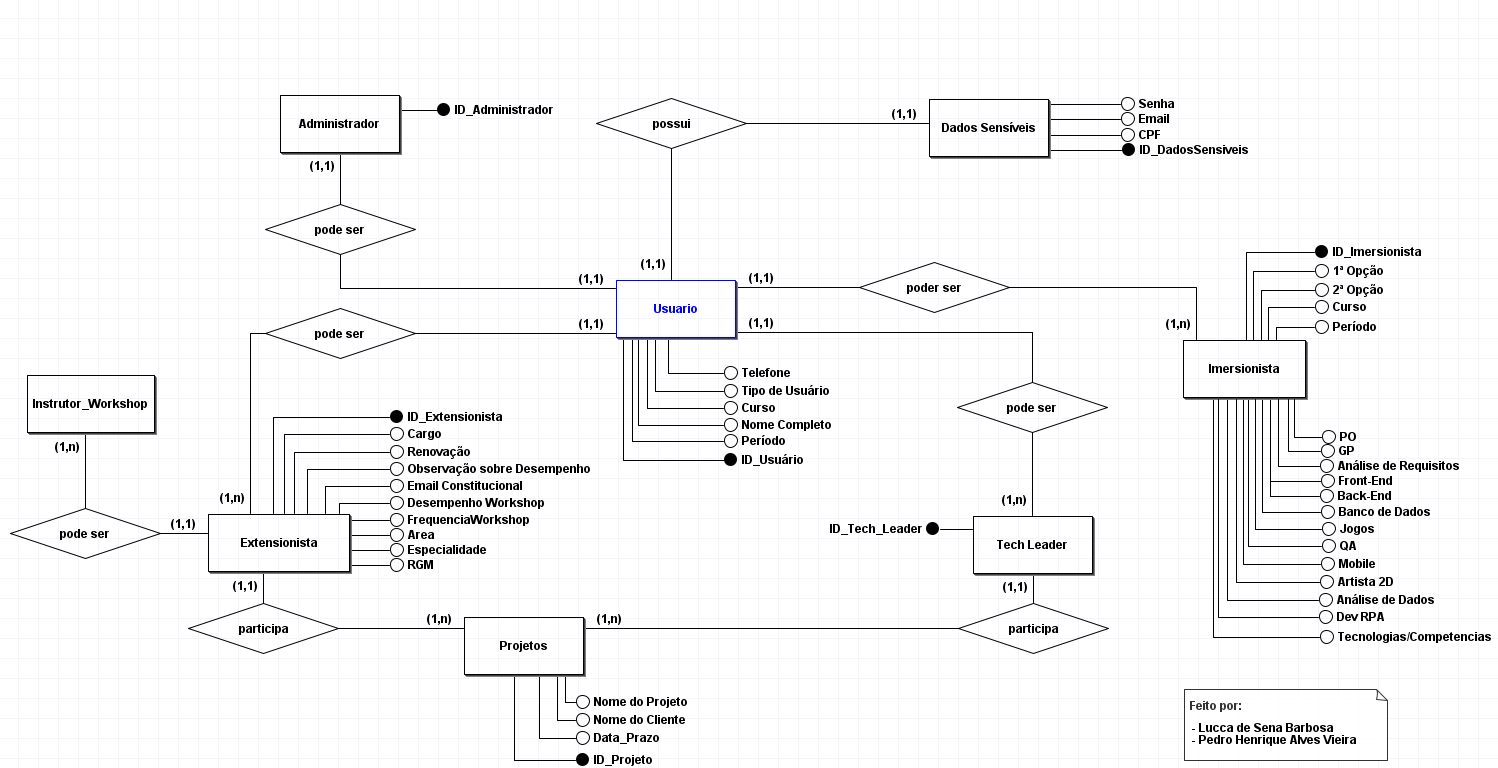 Administrador
ID_Administrador
(1,1)
pode ser
(1,1)
possui
(1,1)
(1,1)
Dados Sensíveis
Senha
Email
CPF
ID_DadosSensiveis
Usuario
(1,1)
poder ser
(1,n)
ID_Imersionista
1ª Opção
2ª Opção
Curso
Período
Imersionista
PO
GP
Análise de Requisitos
Front-End
Back-End
Banco de Dados
Jogos
QA
Mobile
Artista 2D
Análise de Dados
Dev RPA
Tecnologias/Competencias
pode ser
(1,1)
(1,1)
Telefone
Tipo de Usuário
Curso
Nome Completo
Período
ID_Usuário
pode ser
(1,n)
Instrutor_Workshop
(1,n)
pode ser
(1,1)
(1,n)
ID_Extensionista
Cargo
Renovação
Observação sobre Desempenho
Email Constitucional
Desempenho Workshop
FrequenciaWorkshop
Area
Especialidade
RGM
Extensionista
(1,1)
participa
(1,n)
ID_Tech_Leader
Tech Leader
(1,1)
participa
(1,n)
Projetos
Nome do Projeto
Nome do Cliente
Data_Prazo
ID_Projeto
Feito por:
- Lucca de Sena Barbosa
- Pedro Henrique Alves Vieira